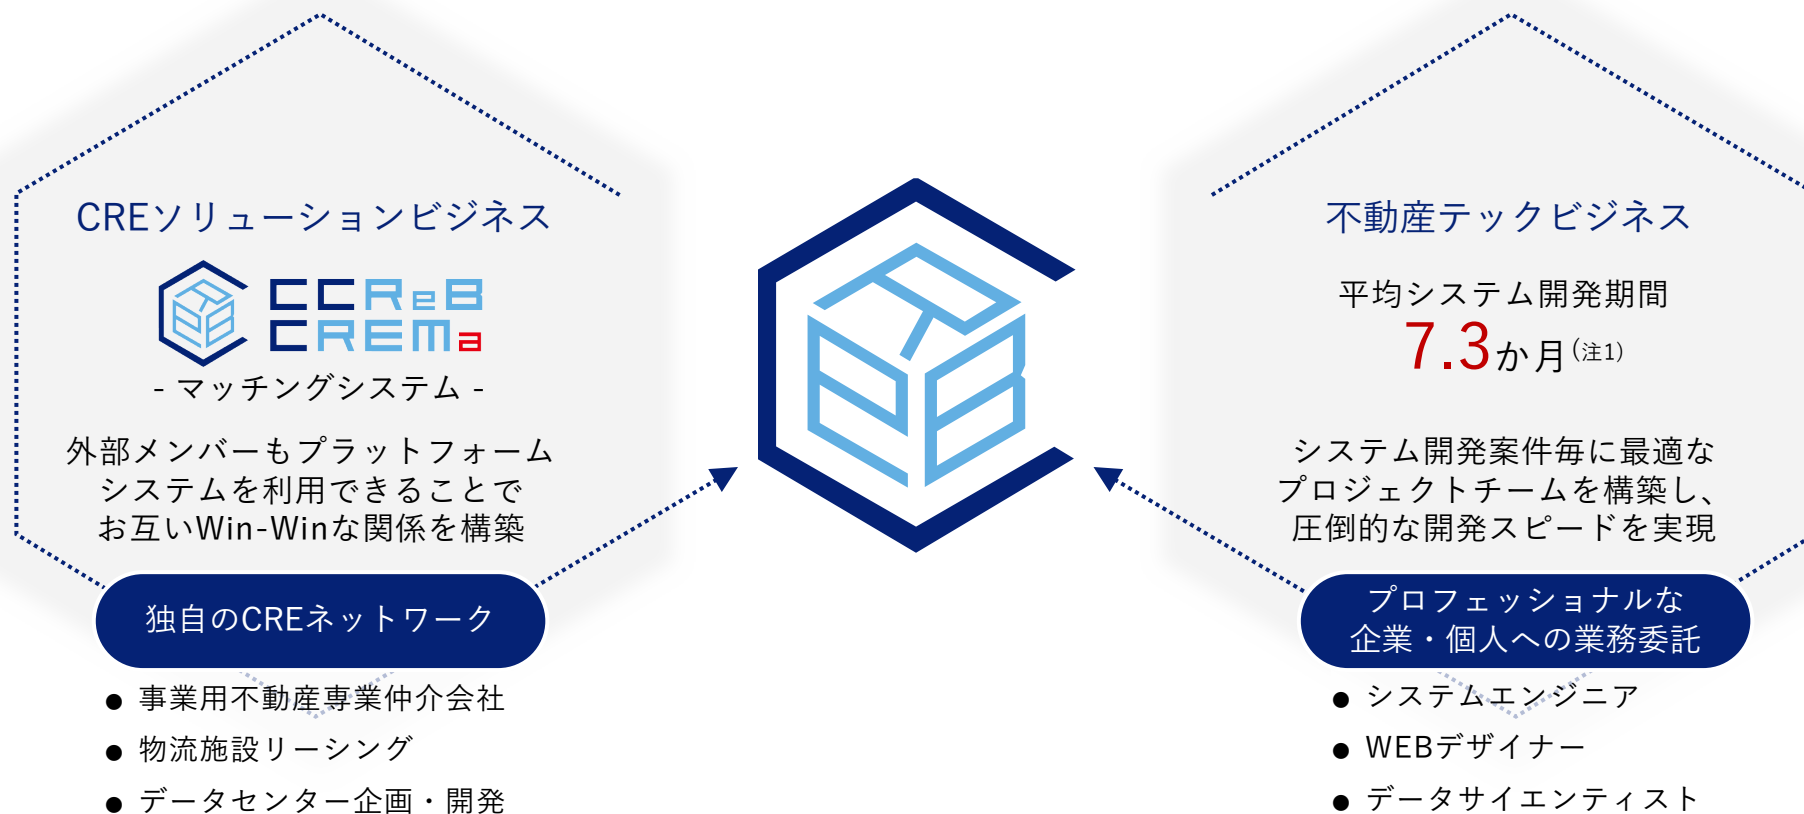 CREソリューションビジネス
CCReB
CREMa
- マッチングシステム -
外部メンバーもプラットフォーム
システムを利用できることで
お互いWin-Winな関係を構築
独自のCREネットワーク
● 事業用不動産専業仲介会社
● 物流施設リーシング
● データセンター企画・開発
不動産テックビジネス
平均システム開発期間
7.3か月(注1)
システム開発案件毎に最適な
プロジェクトチームを構築し、
圧倒的な開発スピードを実現
プロフェッショナルな
企業・個人への業務委託
● システムエンジニア
● WEBデザイナー
● データサイエンティスト